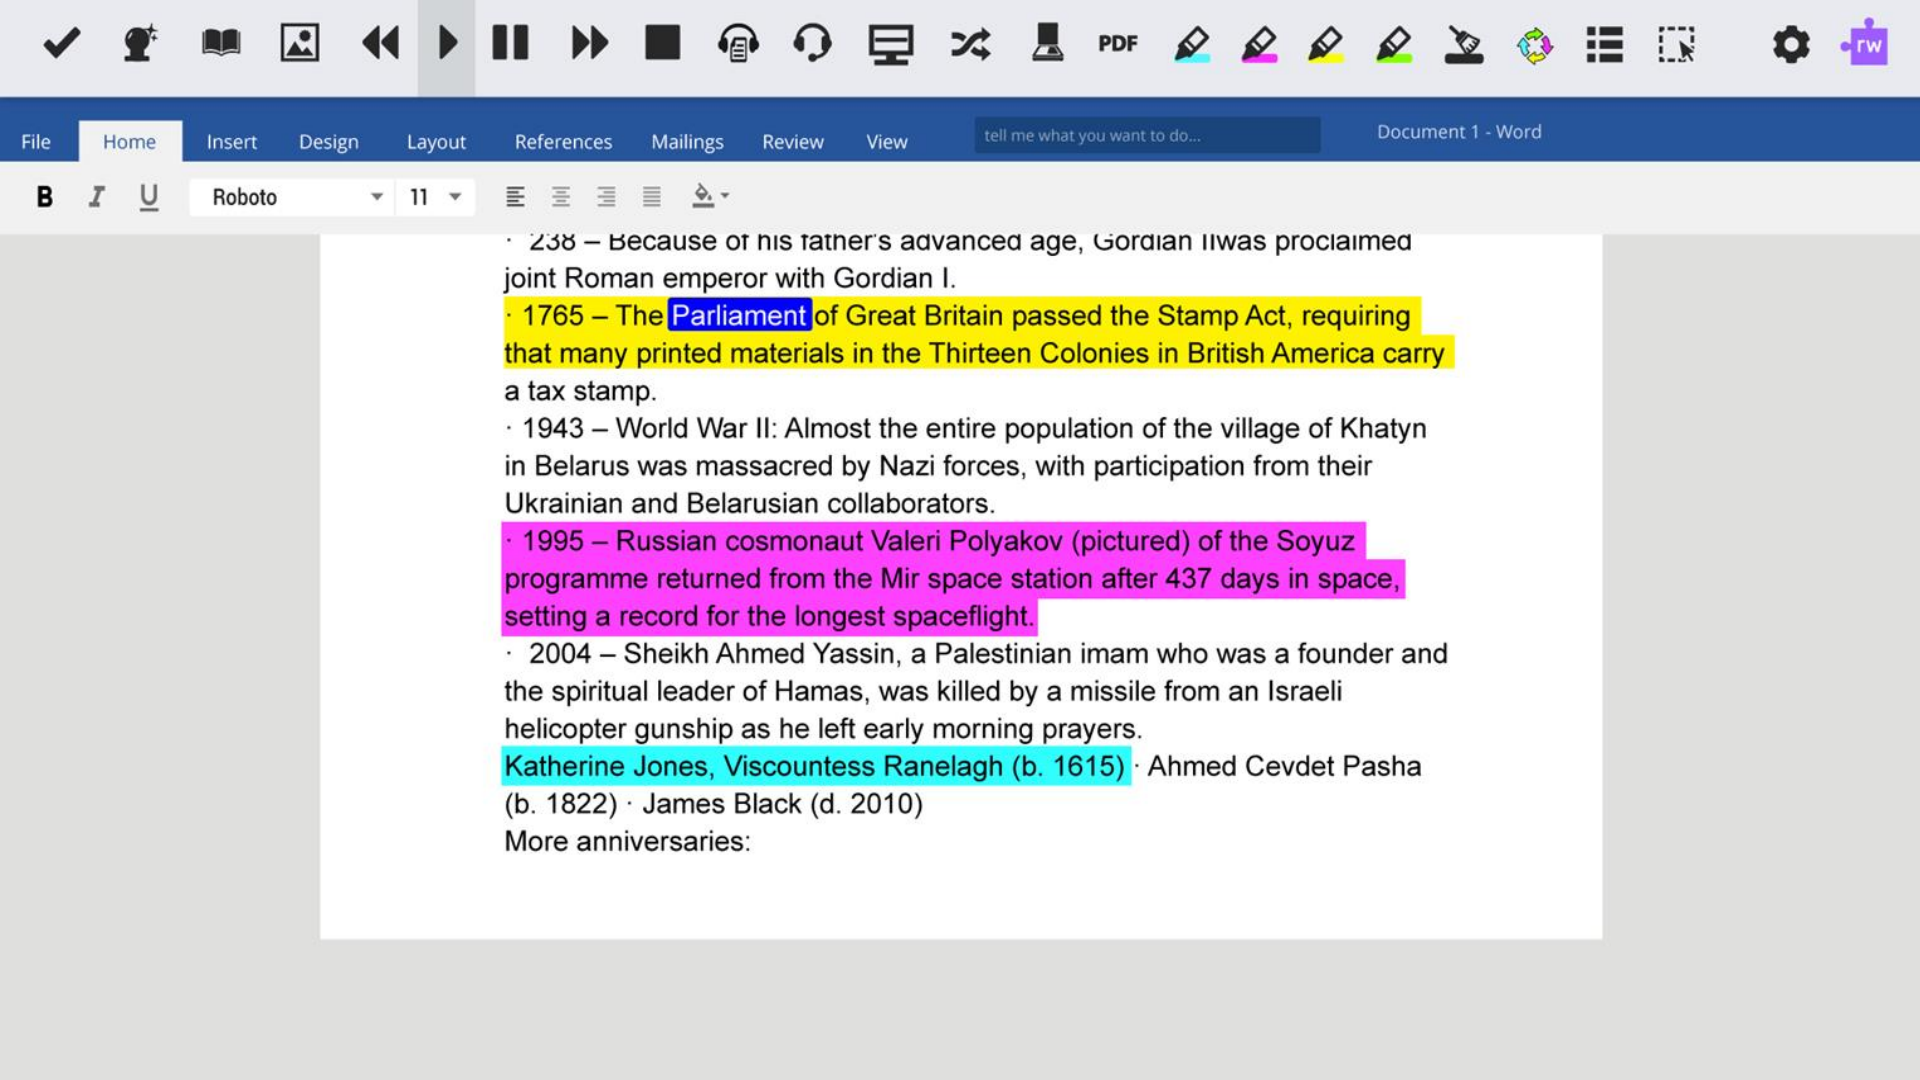 PDF
rw
File Home Insert Design Layout References Mailings Review View tell me what you want to do... Document 1 - Word
B I U Roboto 11
· 238 – Because of his father's advanced age, Gordian IIwas proclaimed
joint Roman emperor with Gordian I.
· 1765 – The Parliament of Great Britain passed the Stamp Act, requiring
that many printed materials in the Thirteen Colonies in British America carry
a tax stamp.
· 1943 – World War II: Almost the entire population of the village of Khatyn
in Belarus was massacred by Nazi forces, with participation from their
Ukrainian and Belarusian collaborators.
· 1995 – Russian cosmonaut Valeri Polyakov (pictured) of the Soyuz
programme returned from the Mir space station after 437 days in space,
setting a record for the longest spaceflight.
· 2004 – Sheikh Ahmed Yassin, a Palestinian imam who was a founder and
the spiritual leader of Hamas, was killed by a missile from an Israeli
helicopter gunship as he left early morning prayers.
Katherine Jones, Viscountess Ranelagh (b. 1615) · Ahmed Cevdet Pasha
(b. 1822) · James Black (d. 2010)
More anniversaries: